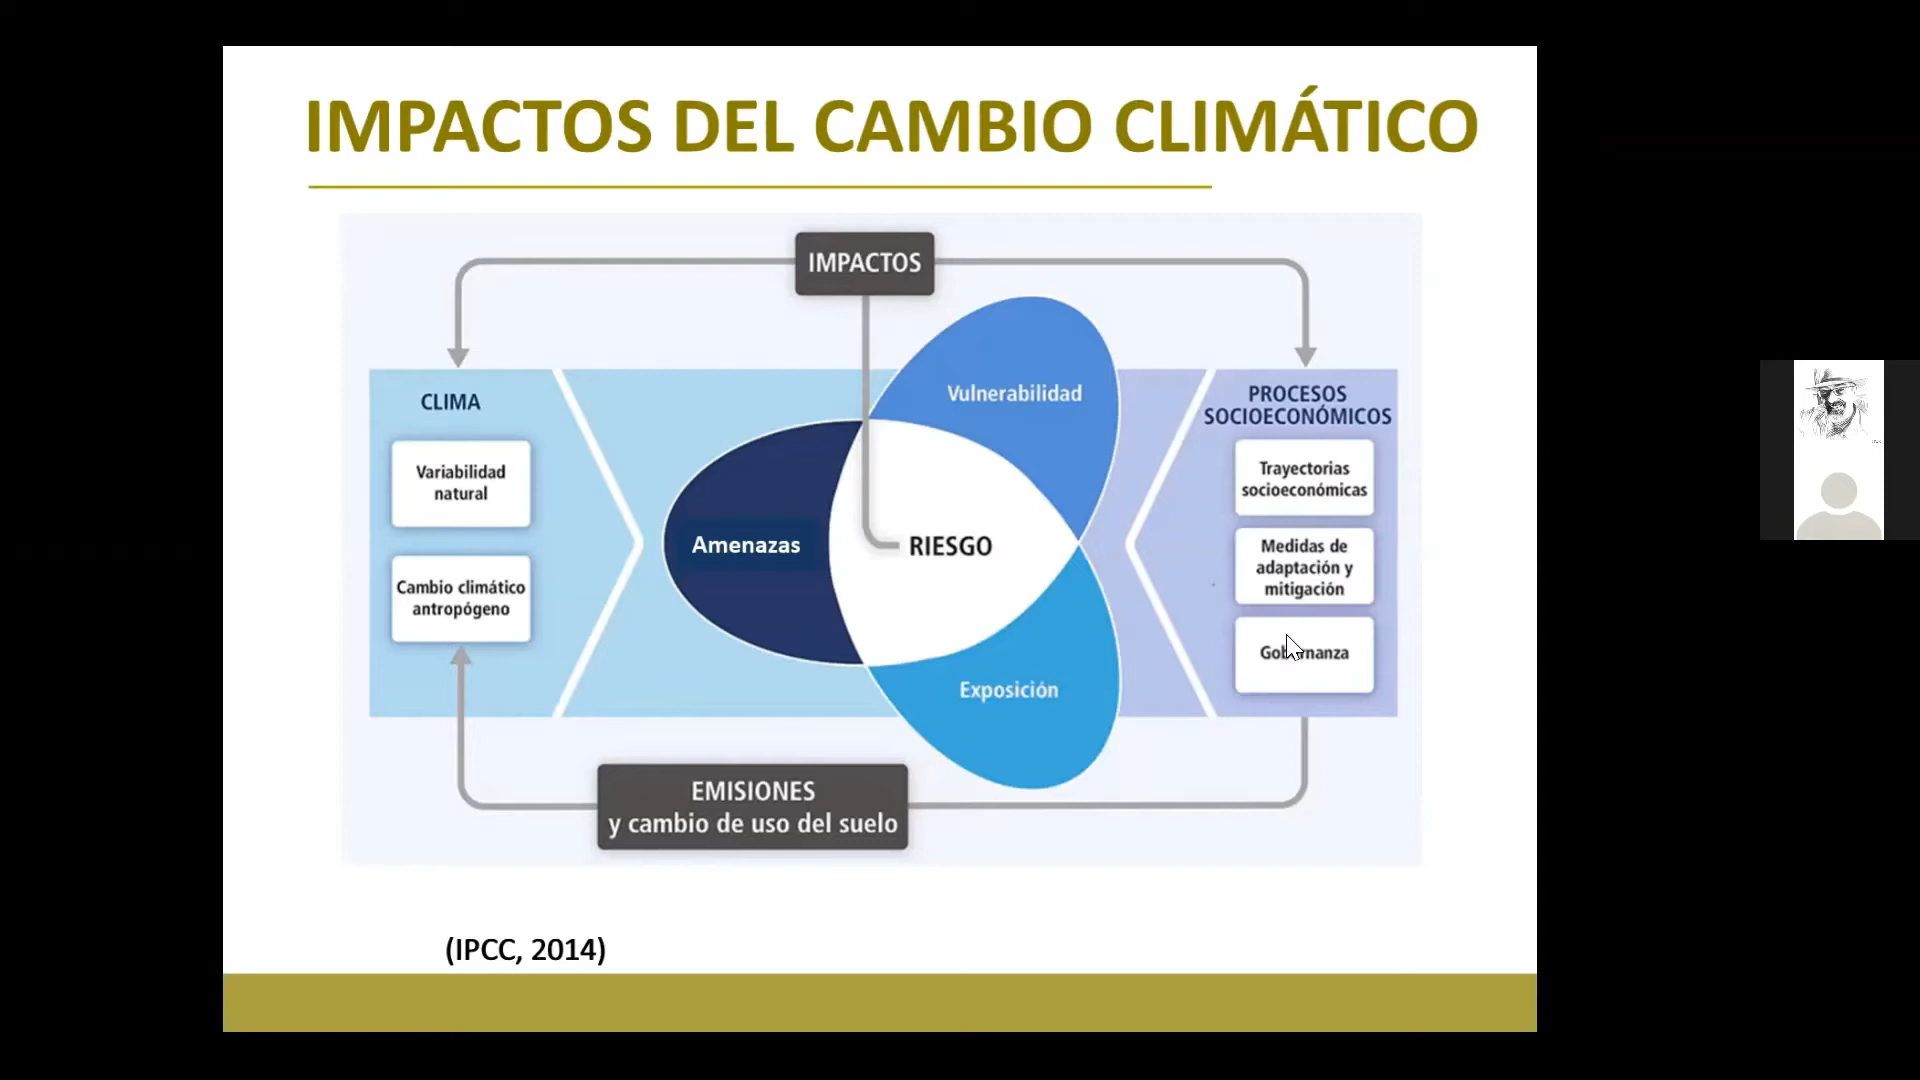 IMPACTOS DEL CAMBIO CLIMÁTICO
IMPACTOS
Vulnerabilidad
CLIMA
Variabilidad
natural
Cambio climático
antropógeno
Amenazas
RIESGO
Exposición
PROCESOS
SOCIOECONÓMICOS
Trayectorias
socioeconómicas
Medidas de
adaptación y
mitigación
Gobernanza
EMISIONES
y cambio de uso del suelo
(IPCC, 2014)